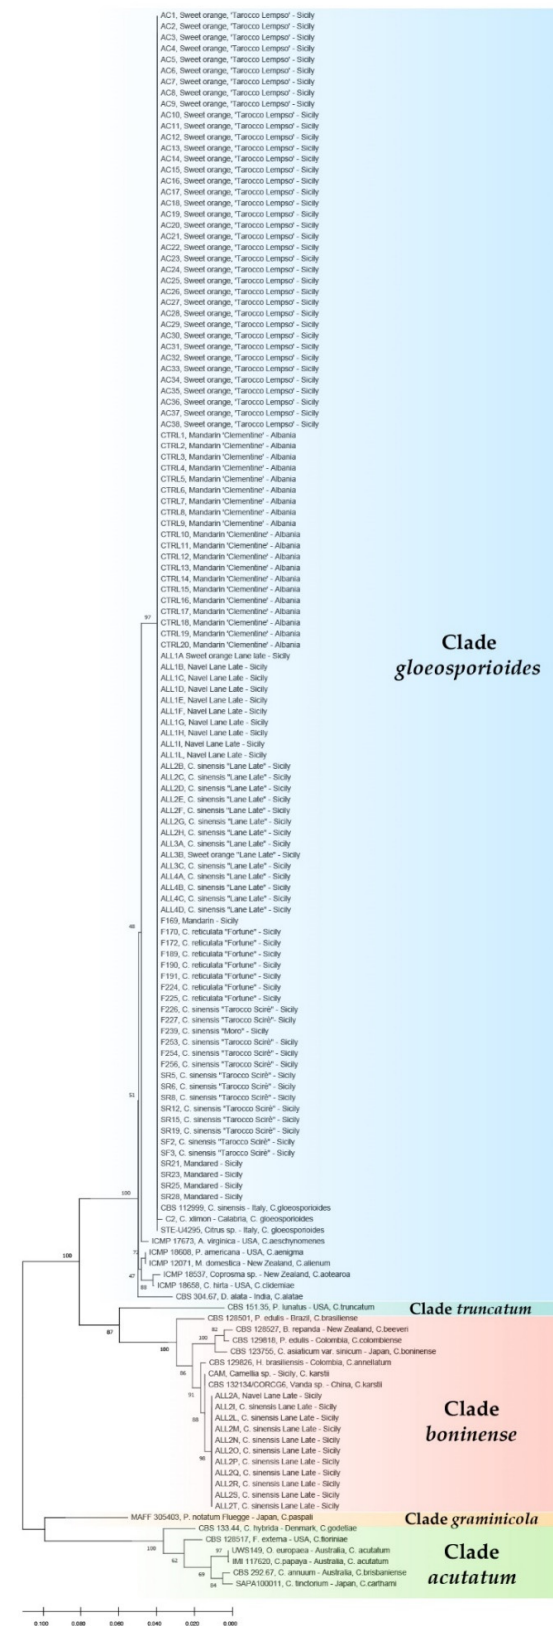 AC1, Sweet orange, 'Tarocco Lempso' - Sicily
AC2, Sweet orange, 'Tarocco Lempso' - Sicily
AC3, Sweet orange, 'Tarocco Lempso' - Sicily
AC4, Sweet orange, 'Tarocco Lempso' - Sicily
AC5, Sweet orange, 'Tarocco Lempso' - Sicily
AC6, Sweet orange, 'Tarocco Lempso' - Sicily
AC7, Sweet orange, 'Tarocco Lempso' - Sicily
AC8, Sweet orange, 'Tarocco Lempso' - Sicily
AC9, Sweet orange, 'Tarocco Lempso' - Sicily
AC10, Sweet orange, 'Tarocco Lempso' - Sicily
AC11, Sweet orange, 'Tarocco Lempso' - Sicily
AC12, Sweet orange, 'Tarocco Lempso' - Sicily
AC13, Sweet orange, 'Tarocco Lempso' - Sicily
AC14, Sweet orange, 'Tarocco Lempso' - Sicily
AC15, Sweet orange, 'Tarocco Lempso' - Sicily
AC16, Sweet orange, 'Tarocco Lempso' - Sicily
AC17, Sweet orange, 'Tarocco Lempso' - Sicily
AC18, Sweet orange, 'Tarocco Lempso' - Sicily
AC19, Sweet orange, 'Tarocco Lempso' - Sicily
AC20, Sweet orange, 'Tarocco Lempso' - Sicily
AC21, Sweet orange, 'Tarocco Lempso' - Sicily
AC22, Sweet orange, 'Tarocco Lempso' - Sicily
AC23, Sweet orange, 'Tarocco Lempso' - Sicily
AC24, Sweet orange, 'Tarocco Lempso' - Sicily
AC25, Sweet orange, 'Tarocco Lempso' - Sicily
AC26, Sweet orange, 'Tarocco Lempso' - Sicily
AC27, Sweet orange, 'Tarocco Lempso' - Sicily
AC28, Sweet orange, 'Tarocco Lempso' - Sicily
AC29, Sweet orange, 'Tarocco Lempso' - Sicily
AC30, Sweet orange, 'Tarocco Lempso' - Sicily
AC31, Sweet orange, 'Tarocco Lempso' - Sicily
AC32, Sweet orange, 'Tarocco Lempso' - Sicily
AC33, Sweet orange, 'Tarocco Lempso' - Sicily
AC34, Sweet orange, 'Tarocco Lempso' - Sicily
AC35, Sweet orange, 'Tarocco Lempso' - Sicily
AC36, Sweet orange, 'Tarocco Lempso' - Sicily
AC37, Sweet orange, 'Tarocco Lempso' - Sicily
AC38, Sweet orange, 'Tarocco Lempso' - Sicily
CTRL1, Mandarin 'Clementine' - Albania
CTRL2, Mandarin 'Clementine' - Albania
CTRL3, Mandarin 'Clementine' - Albania
CTRL4, Mandarin 'Clementine' - Albania
CTRL5, Mandarin 'Clementine' - Albania
CTRL6, Mandarin 'Clementine' - Albania
CTRL7, Mandarin 'Clementine' - Albania
CTRL8, Mandarin 'Clementine' - Albania
CTRL9, Mandarin 'Clementine' - Albania
CTRL10, Mandarin 'Clementine' - Albania
CTRL11, Mandarin 'Clementine' - Albania
CTRL12, Mandarin 'Clementine' - Albania
CTRL13, Mandarin 'Clementine' - Albania
CTRL14, Mandarin 'Clementine' - Albania
CTRL15, Mandarin 'Clementine' - Albania
CTRL16, Mandarin 'Clementine' - Albania
CTRL17, Mandarin 'Clementine' - Albania
97
CTRL18, Mandarin 'Clementine' - Albania
CTRL19, Mandarin 'Clementine' - Albania
CTRL20, Mandarin 'Clementine' - Albania
Clade
gloeosporioides
ALL1A Sweet orange Lane late - Sicily
ALL1B, Navel Lane Late - Sicily
ALL1C, Navel Lane Late - Sicily
ALL1D, Navel Lane Late - Sicily
ALL1E, Navel Lane Late - Sicily
ALL1F, Navel Lane Late - Sicily
ALL1G, Navel Lane Late - Sicily
ALL1H, Navel Lane Late - Sicily
ALL1I, Navel Lane Late - Sicily
ALL1L, Navel Lane Late - Sicily
ALL2B, C. sinensis "Lane Late" - Sicily
ALL2C, C. sinensis "Lane Late" - Sicily
ALL2D, C. sinensis "Lane Late" - Sicily
ALL2E, C. sinensis "Lane Late" - Sicily
ALL2F, C. sinensis "Lane Late" - Sicily
ALL2G, C. sinensis "Lane Late" - Sicily
ALL2H, C. sinensis "Lane Late" - Sicily
ALL3A, C. sinensis "Lane Late" - Sicily
ALL3B, Sweet orange "Lane Late" - Sicily
ALL3C, C. sinensis "Lane Late" - Sicily
ALL4A, C. sinensis "Lane Late" - Sicily
ALL4B, C. sinensis "Lane Late" - Sicily
ALL4C, C. sinensis "Lane Late" - Sicily
ALL4D, C. sinensis "Lane Late" - Sicily
F169, Mandarin - Sicily
F170, C. reticulata "Fortune" - Sicily
F172, C. reticulata "Fortune" - Sicily
F189, C. reticulata "Fortune" - Sicily
F190, C. reticulata "Fortune" - Sicily
F191, C. reticulata "Fortune" - Sicily
F224, C. reticulata "Fortune" - Sicily
F225, C. reticulata "Fortune" - Sicily
F226, C. sinensis "Tarocco Sciré" - Sicily
F227, C. sinensis "Tarocco Sciré"- Sicily
F239, C. sinensis "Moro" - Sicily
F253, C. sinensis "Tarocco Sciré" - Sicily
F254, C. sinensis "Tarocco Sciré" - Sicily
F256, C. sinensis "Tarocco Sciré" - Sicily
SR5, C. sinensis "Tarocco Sciré" - Sicily
SR6, C. sinensis "Tarocco Sciré" - Sicily
51
SR8, C. sinensis "Tarocco Sciré" - Sicily
SR12, C. sinensis "Tarocco Sciré" - Sicily
SR15, C. sinensis "Tarocco Sciré" - Sicily
SR19, C. sinensis "Tarocco Sciré" - Sicily
SF2, C. sinensis "Tarocco Sciré" - Sicily
SF3, C. sinensis "Tarocco Sciré" - Sicily
SR21, Mandared - Sicily
SR23, Mandared - Sicily
SR25, Mandared - Sicily
100
SR28, Mandared - Sicily
CBS 112999, C. sinensis - Italy, C.gloeosporioides
C2, C. xlimon - Calabria, C. gloeosporioides
STE-U4295, Citrus sp. - Italy, C. gloeosporioides
ICMP 17673, A. virginica - USA, C.aeschynomenes
ICMP 18608, P. americana - USA, C.aenigma
100
ICMP 12071, M. domestica - New Zealand, C.alienum
47
ICMP 18537, Coprosma sp. - New Zealand, C.aotearoa
ICMP 18658, C. hirta - USA, C.clidemiae
CBS 304.67, D. alata - India, C.alatae
CBS 151.35, P. lunatus - USA, C.truncatum
Clade truncatum
CBS 128501, P. edulis - Brazil, C.brasiliense
87
CBS 128527, B. repanda - New Zealand, C.beeveri
82
CBS 129818, P. edulis - Colombia, C.colombiense
100
100
CBS 123755, C. asiaticum var. sinicum - Japan, C.boninense
CBS 129826, H. brasiliensis - Colombia, C.annellatum
86
CAM, Camellia sp. - Sicily, C. karstii
CBS 132134/CORCG6, Vanda sp. - China, C.karstii
91
ALL2A, Navel Lane Late - Sicily
ALL2I, C. sinensis Lane Late - Sicily
ALL2L, C. sinensis Lane Late - Sicily
ALL2M, C. sinensis Lane Late - Sicily
ALL2N, C. sinensis Lane Late - Sicily
ALL2O, C. sinensis Lane Late - Sicily
98
ALL2P, C. sinensis Lane Late - Sicily
ALL2Q, C. sinensis Lane Late - Sicily
ALL2R, C. sinensis Lane Late - Sicily
ALL2S, C. sinensis Lane Late - Sicily
ALL2T, C. sinensis Lane Late - Sicily
Clade
boninense
MAFF 305403, P. notatum Fluegge - Japan, C.paspali
Clade graminicola
CBS 133.44, C. hybrida - Denmark, C.godetiae
100
CBS 128517, F. externa - USA, C.fioriniae
62
97
UWS149, O. europaea - Australia, C. acutatum
IMI 117620, C.papaya - Australia, C. acutatum
69
CBS 292.67, C. annuum - Australia, C.brisbaniense
84
SAPA100011, C. tinctorium - Japan, C.carthami
Clade
acutatum
0.100 0.080 0.060 0.040 0.020 0.000